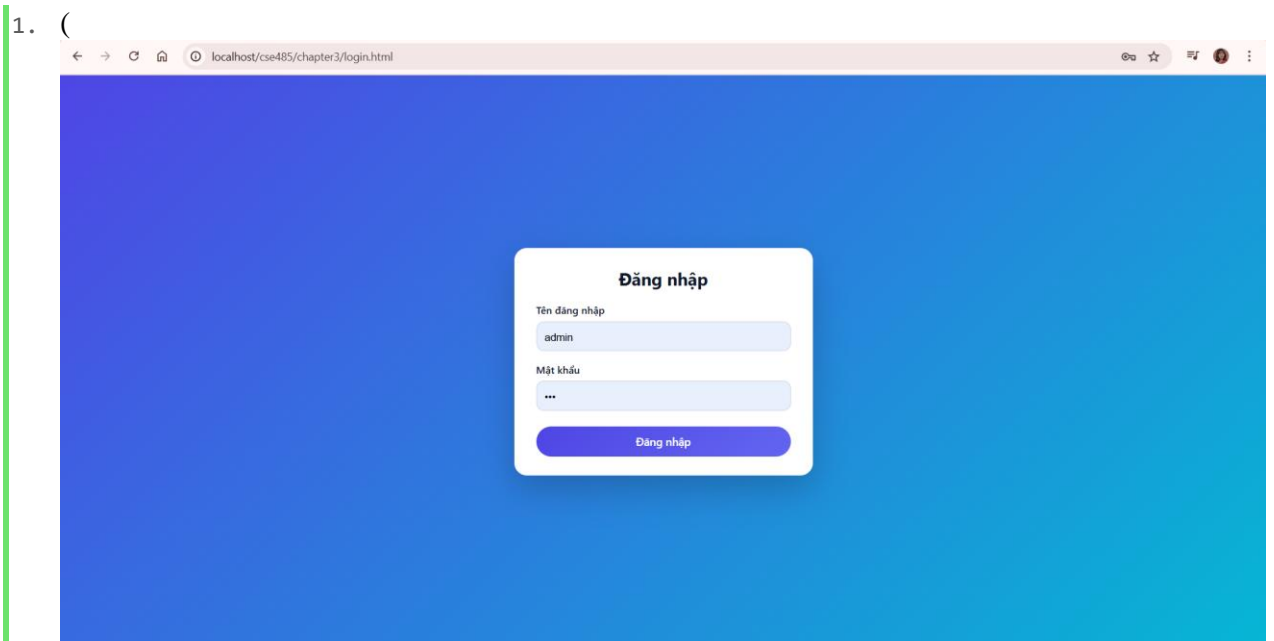 1. (
localhost/cse485/chapter3/login.html
Đăng nhập
Tên đăng nhập
admin
Mật khẩu
•••
Đăng nhập